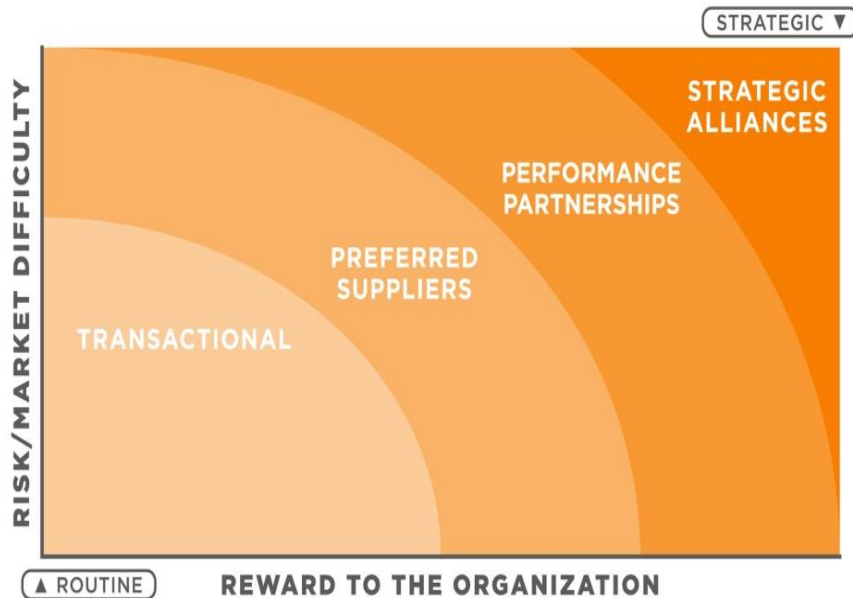 STRATEGIC ▼
STRATEGIC
ALLIANCES
PERFORMANCE
PARTNERSHIPS
PREFERRED
SUPPLIERS
TRANSACTIONAL
RISK/MARKET DIFFICULTY
▲ ROUTINE
REWARD TO THE ORGANIZATION